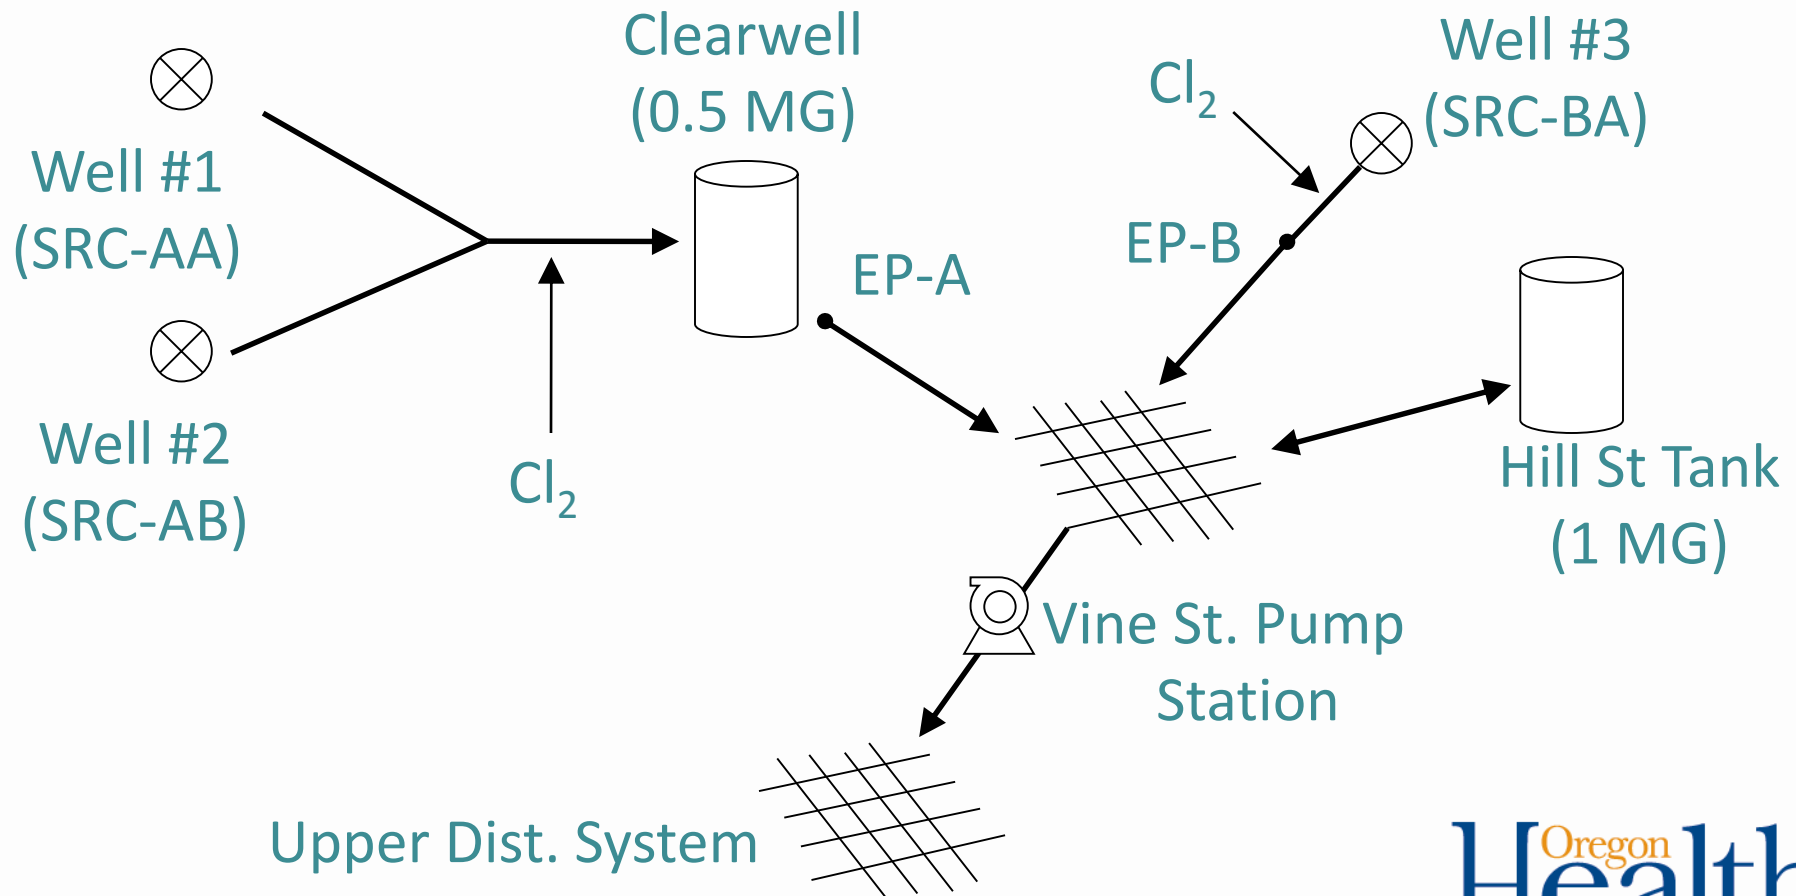 Clearwell
(0.5 MG)
Well #3
(SRC-BA)
Cl₂
Well #1
(SRC-AA)
EP-B
EP-A
Well #2
(SRC-AB)
Cl₂
Hill St Tank
(1 MG)
Vine St. Pump
Station
Upper Dist. System
Oregon
Health